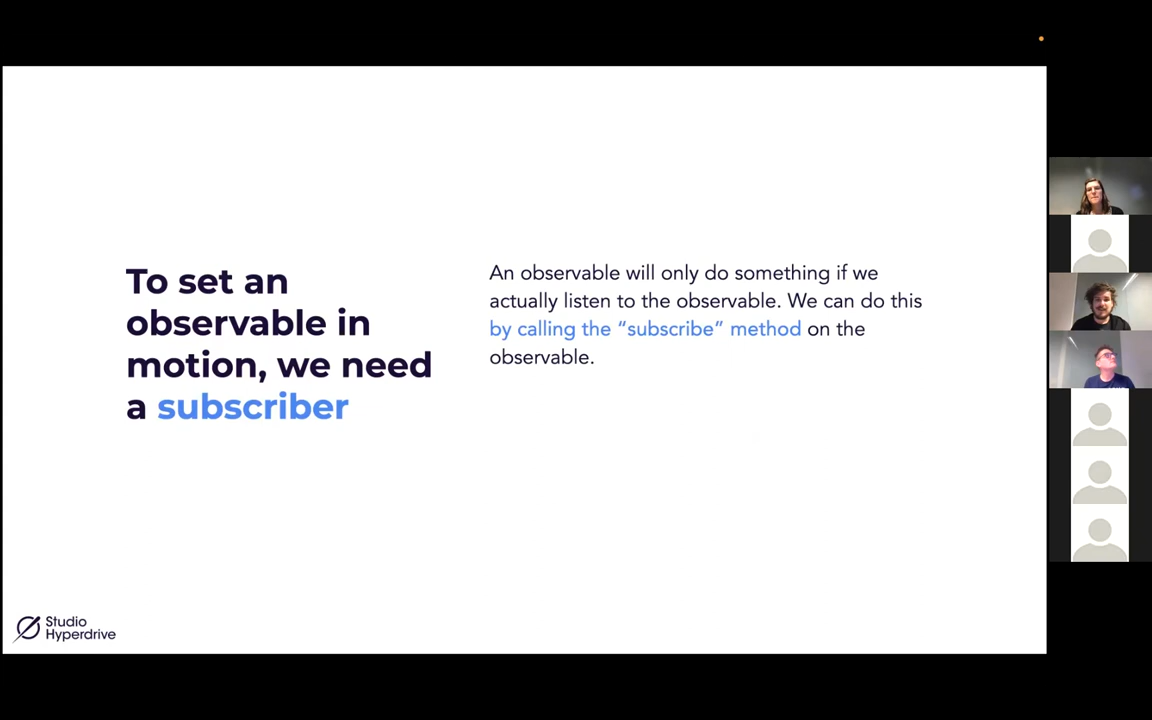 To set an
observable in
motion, we need
a subscriber
An observable will only do something if we
actually listen to the observable. We can do this
by calling the “subscribe” method on the
observable.
Studio
Hyperdrive